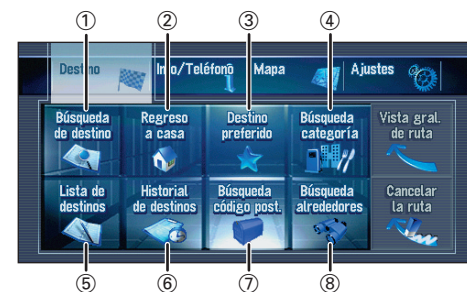 ① ② ③ ④
Destino Info/Teléfono Mapa Ajustes
Búsqueda Regreso Destino Búsqueda Vista gral.
de destino a casa preferido categoría de ruta
Lista de Historial Búsqueda Búsqueda Cancelar
destinos de destinos código post. alrededores la ruta
⑤ ⑥ ⑦ ⑧